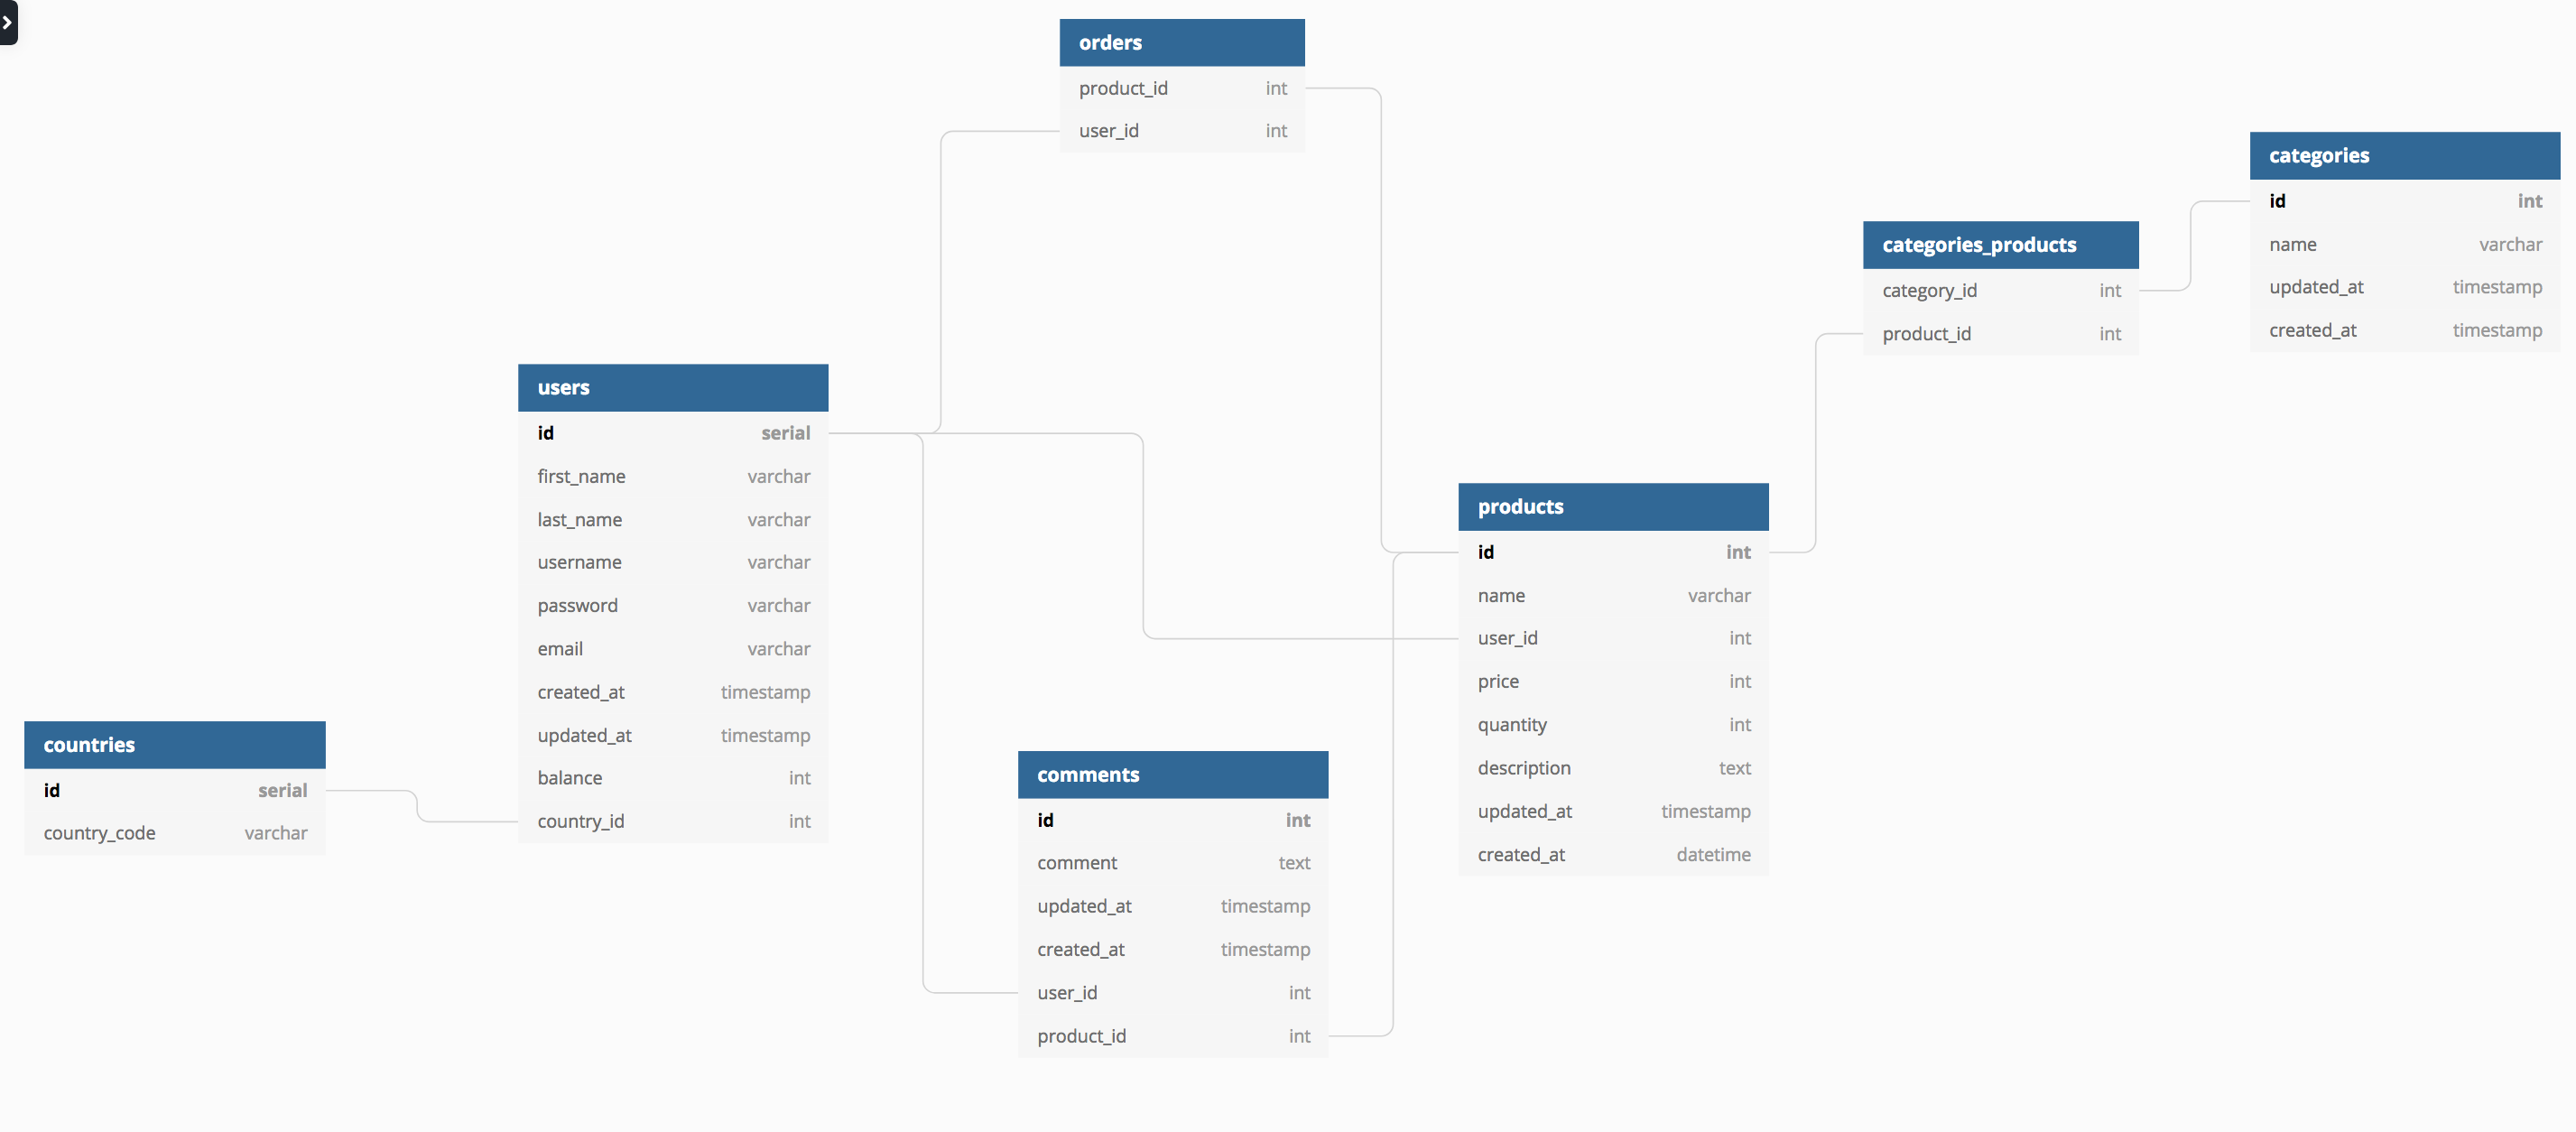 orders
product_id int
user_id int
categories
id int
name varchar
updated_at timestamp
created_at timestamp
categories_products
category_id int
product_id int
users
id serial
first_name varchar
last_name varchar
username varchar
password varchar
email varchar
created_at timestamp
updated_at timestamp
balance int
country_id int
products
id int
name varchar
user_id int
price int
quantity int
description text
updated_at timestamp
created_at datetime
countries
id serial
country_code varchar
comments
id int
comment text
updated_at timestamp
created_at timestamp
user_id int
product_id int